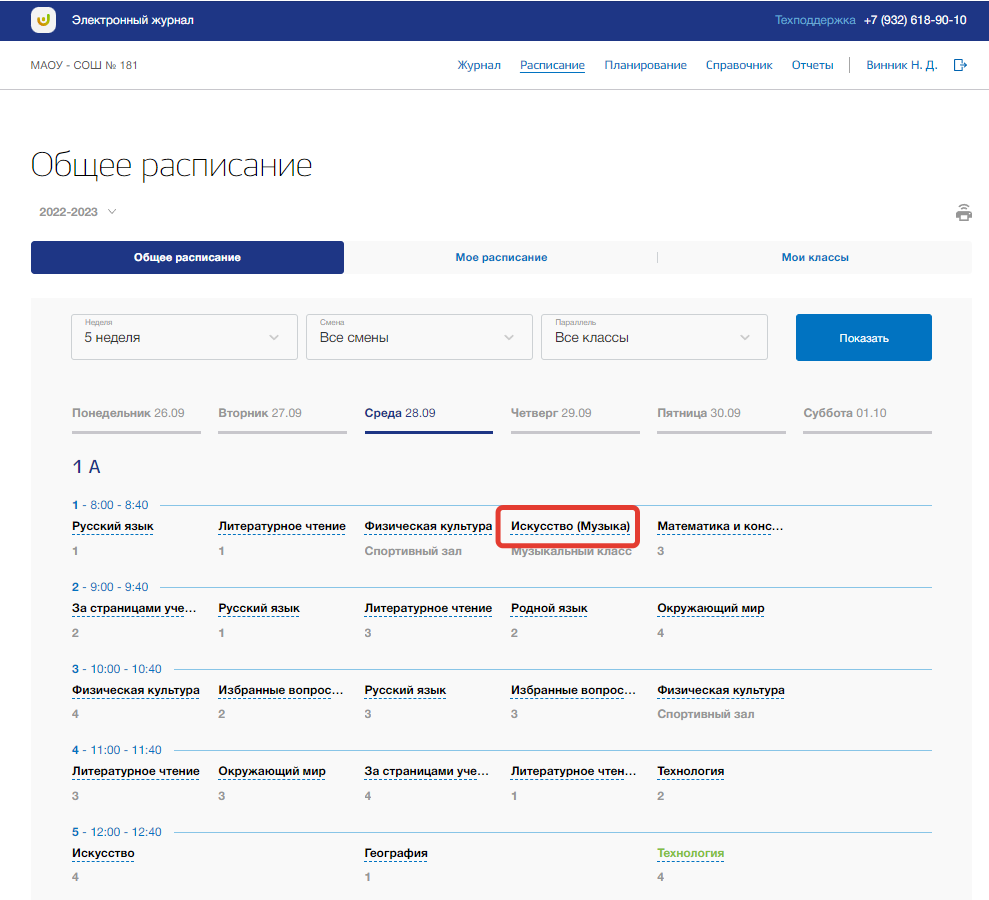 Электронный журнал Техподдержка +7 (932) 618-90-10
МАОУ - СОШ № 181 Журнал Расписание Планирование Справочник Отчеты Винник Н. Д.
Общее расписание
2022-2023
Общее расписание Мое расписание Мои классы
Неделя Смена Параллель
5 неделя Все смены Все классы Показать
Понедельник 26.09 Вторник 27.09 Среда 28.09 Четверг 29.09 Пятница 30.09 Суббота 01.10
1 А
1 - 8:00 - 8:40
Русский язык Литературное чтение Физическая культура Искусство (Музыка) Математика и конс...
1 1 Спортивный зал Музыкальный класс 3
2 - 9:00 - 9:40
За страницами уче... Русский язык Литературное чтение Родной язык Окружающий мир
2 1 3 2 4
3 - 10:00 - 10:40
Физическая культура Избранные вопрос... Русский язык Избранные вопрос... Физическая культура
4 2 3 3 Спортивный зал
4 - 11:00 - 11:40
Литературное чтение Окружающий мир За страницами уче... Литературное чтен... Технология
3 3 4 1 2
5 - 12:00 - 12:40
Искусство География Технология
4 1 4